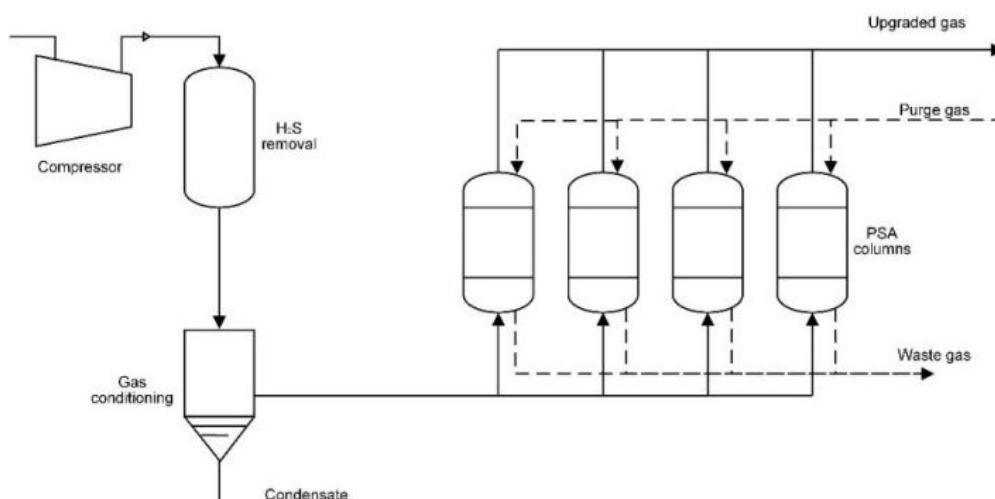 Upgraded gas
Purge gas
Compressor
H₂S
removal
PSA
columns
Waste gas
Gas
conditioning
Condensate